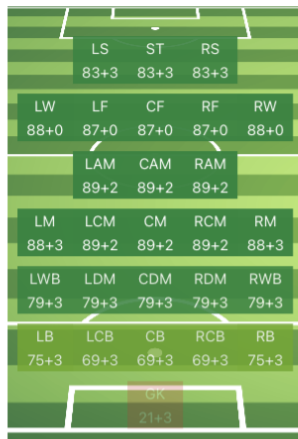 LS ST RS
83+3 83+3 83+3
LW LF CF RF RW
88+0 87+0 87+0 87+0 88+0
LAM CAM RAM
89+2 89+2 89+2
LM LCM CM RCM RM
88+3 89+2 89+2 89+2 88+3
LWB LDM CDM RDM RWB
79+3 79+3 79+3 79+3 79+3
LB LCB CB RCB RB
75+3 69+3 69+3 69+3 75+3
GK
21+3